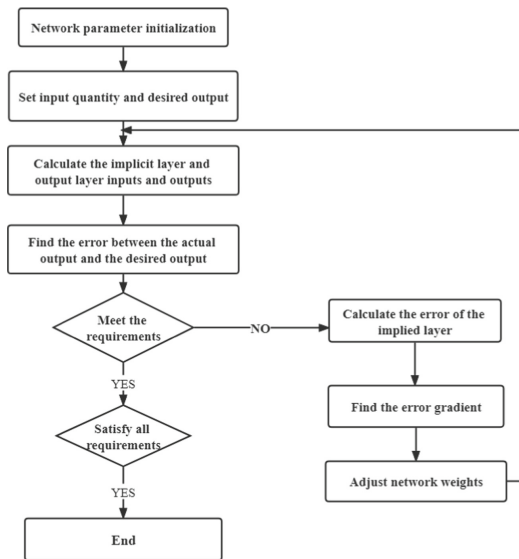 Network parameter initialization
Set input quantity and desired output
Calculate the implicit layer and
output layer inputs and outputs
Find the error between the actual
output and the desired output
Meet the
requirements
NO
Calculate the error of the
implied layer
YES
Find the error gradient
Satisfy all
requirements
Adjust network weights
YES
End